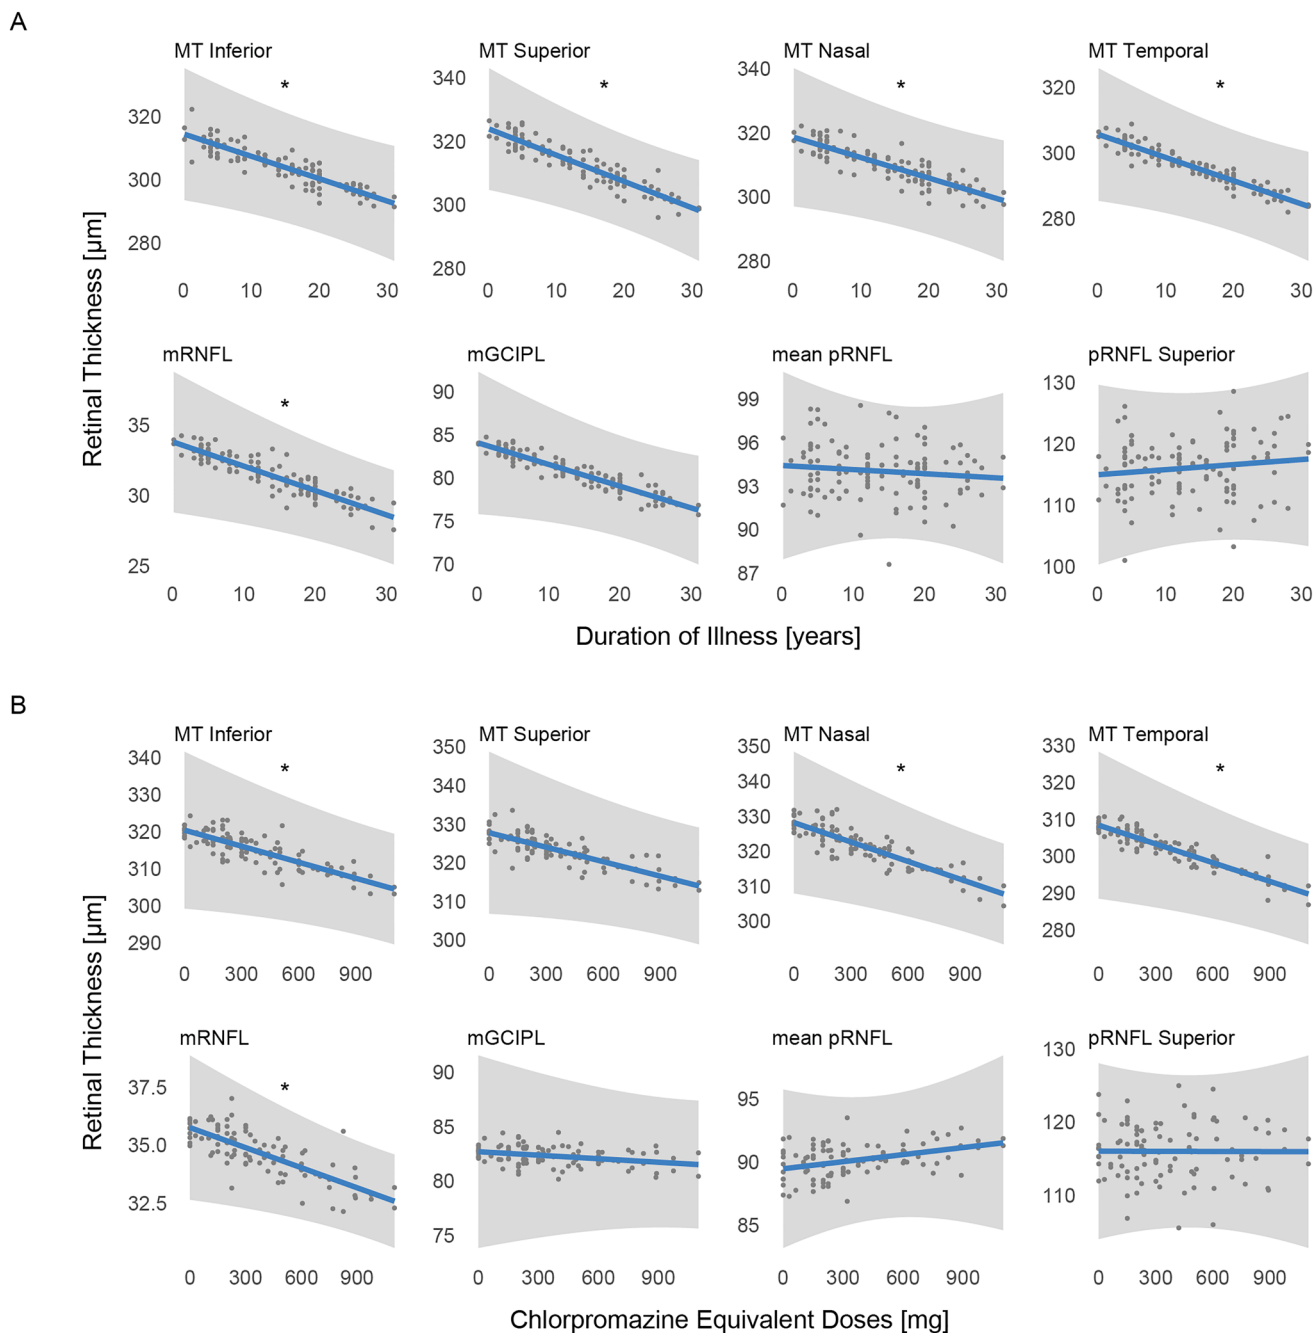 A
MT Inferior
MT Superior
MT Nasal
MT Temporal
*
*
*
*
320
300
280
340
320
300
280
340
320
300
280
320
300
280
0 10 20 30
0 10 20 30
0 10 20 30
0 10 20 30
Retinal Thickness [µm]
mRNFL
mGCIPL
mean pRNFL
pRNFL Superior
*
35
30
25
90
85
80
75
70
99
96
93
90
87
130
120
110
100
0 10 20 30
0 10 20 30
0 10 20 30
0 10 20 30
Duration of Illness [years]
B
MT Inferior
MT Superior
MT Nasal
MT Temporal
*
*
*
340
330
320
310
300
290
350
340
330
320
310
300
350
340
330
320
310
300
330
320
310
300
290
280
0 300 600 900
0 300 600 900
0 300 600 900
0 300 600 900
Retinal Thickness [µm]
mRNFL
mGCIPL
mean pRNFL
pRNFL Superior
*
37.5
35.0
32.5
90
85
80
75
95
90
85
130
120
110
0 300 600 900
0 300 600 900
0 300 600 900
0 300 600 900
Chlorpromazine Equivalent Doses [mg]